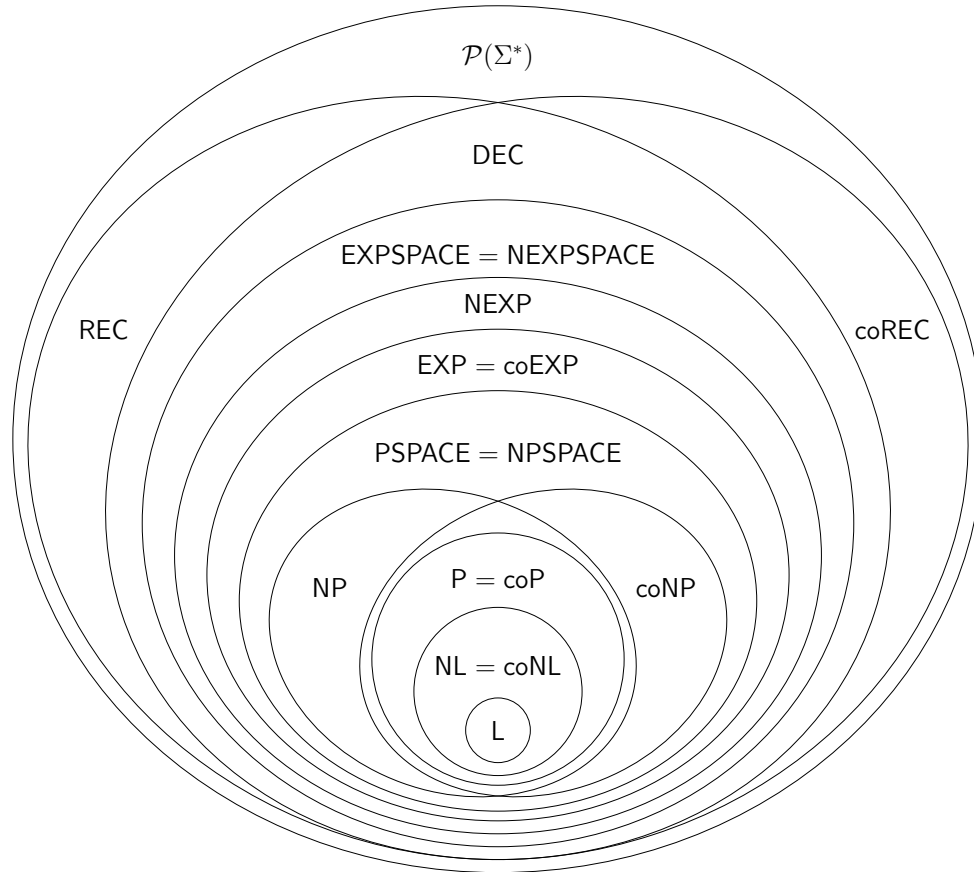 𝒫(Σ*)
DEC
EXPSPACE = NEXPSPACE
NEXP
REC
coREC
EXP = coEXP
PSPACE = NPSPACE
NP
P = coP
coNP
NL = coNL
L